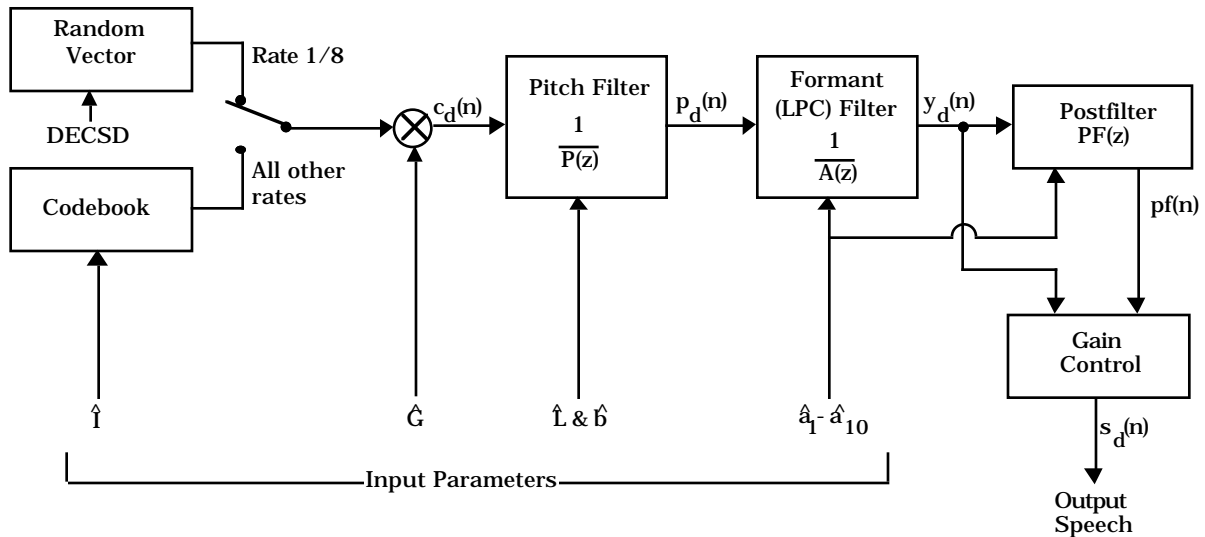 Random
Vector
Rate 1/8
DECSD
Codebook
All other
rates
c_d(n)
Pitch Filter
1
P(z)
p_d(n)
Formant
(LPC) Filter
1
A(z)
y_d(n)
Postfilter
PF(z)
pf(n)
Gain
Control
Î
Ĝ
L̂ & b̂
â_1 - â_10
s_d(n)
Input Parameters
Output
Speech